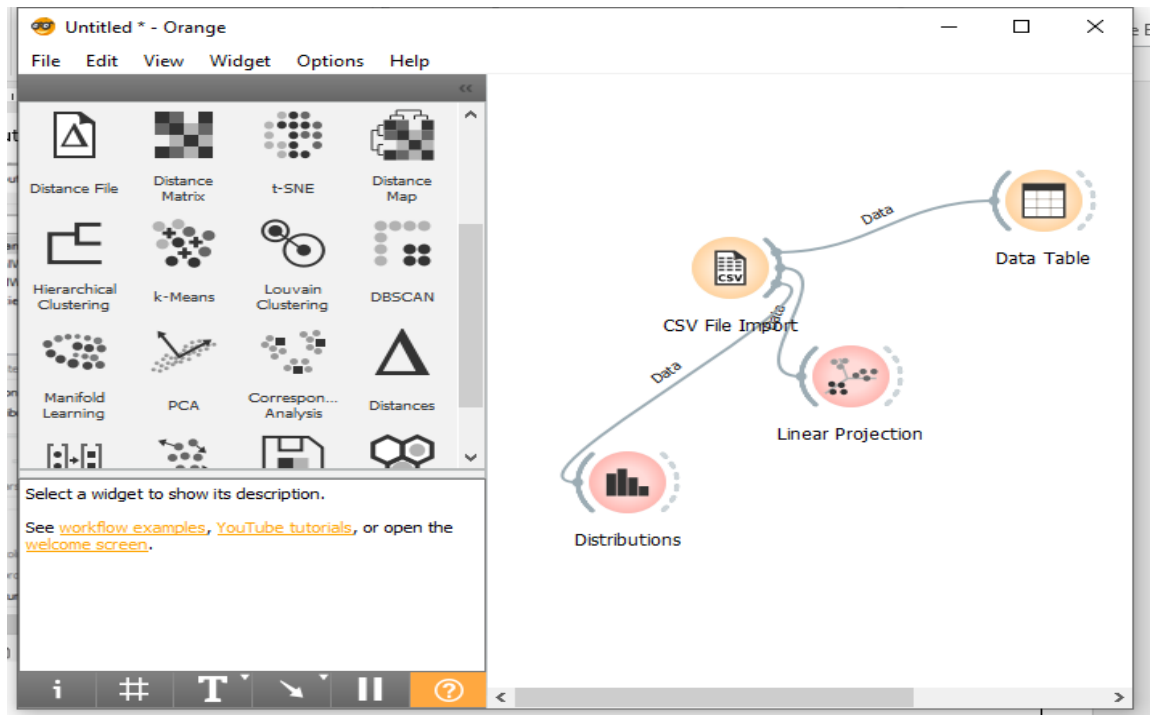 Untitled * - Orange
File Edit View Widget Options Help
Distance File
Distance
Matrix
t-SNE
Distance
Map
Hierarchical
Clustering
k-Means
Louvain
Clustering
DBSCAN
Manifold
Learning
PCA
Correspon...
Analysis
Distances
Select a widget to show its description.
See workflow examples, YouTube tutorials, or open the
welcome screen.
i # T ?
Data
Data Table
CSV
CSV File Import
Data
Data
Linear Projection
Distributions